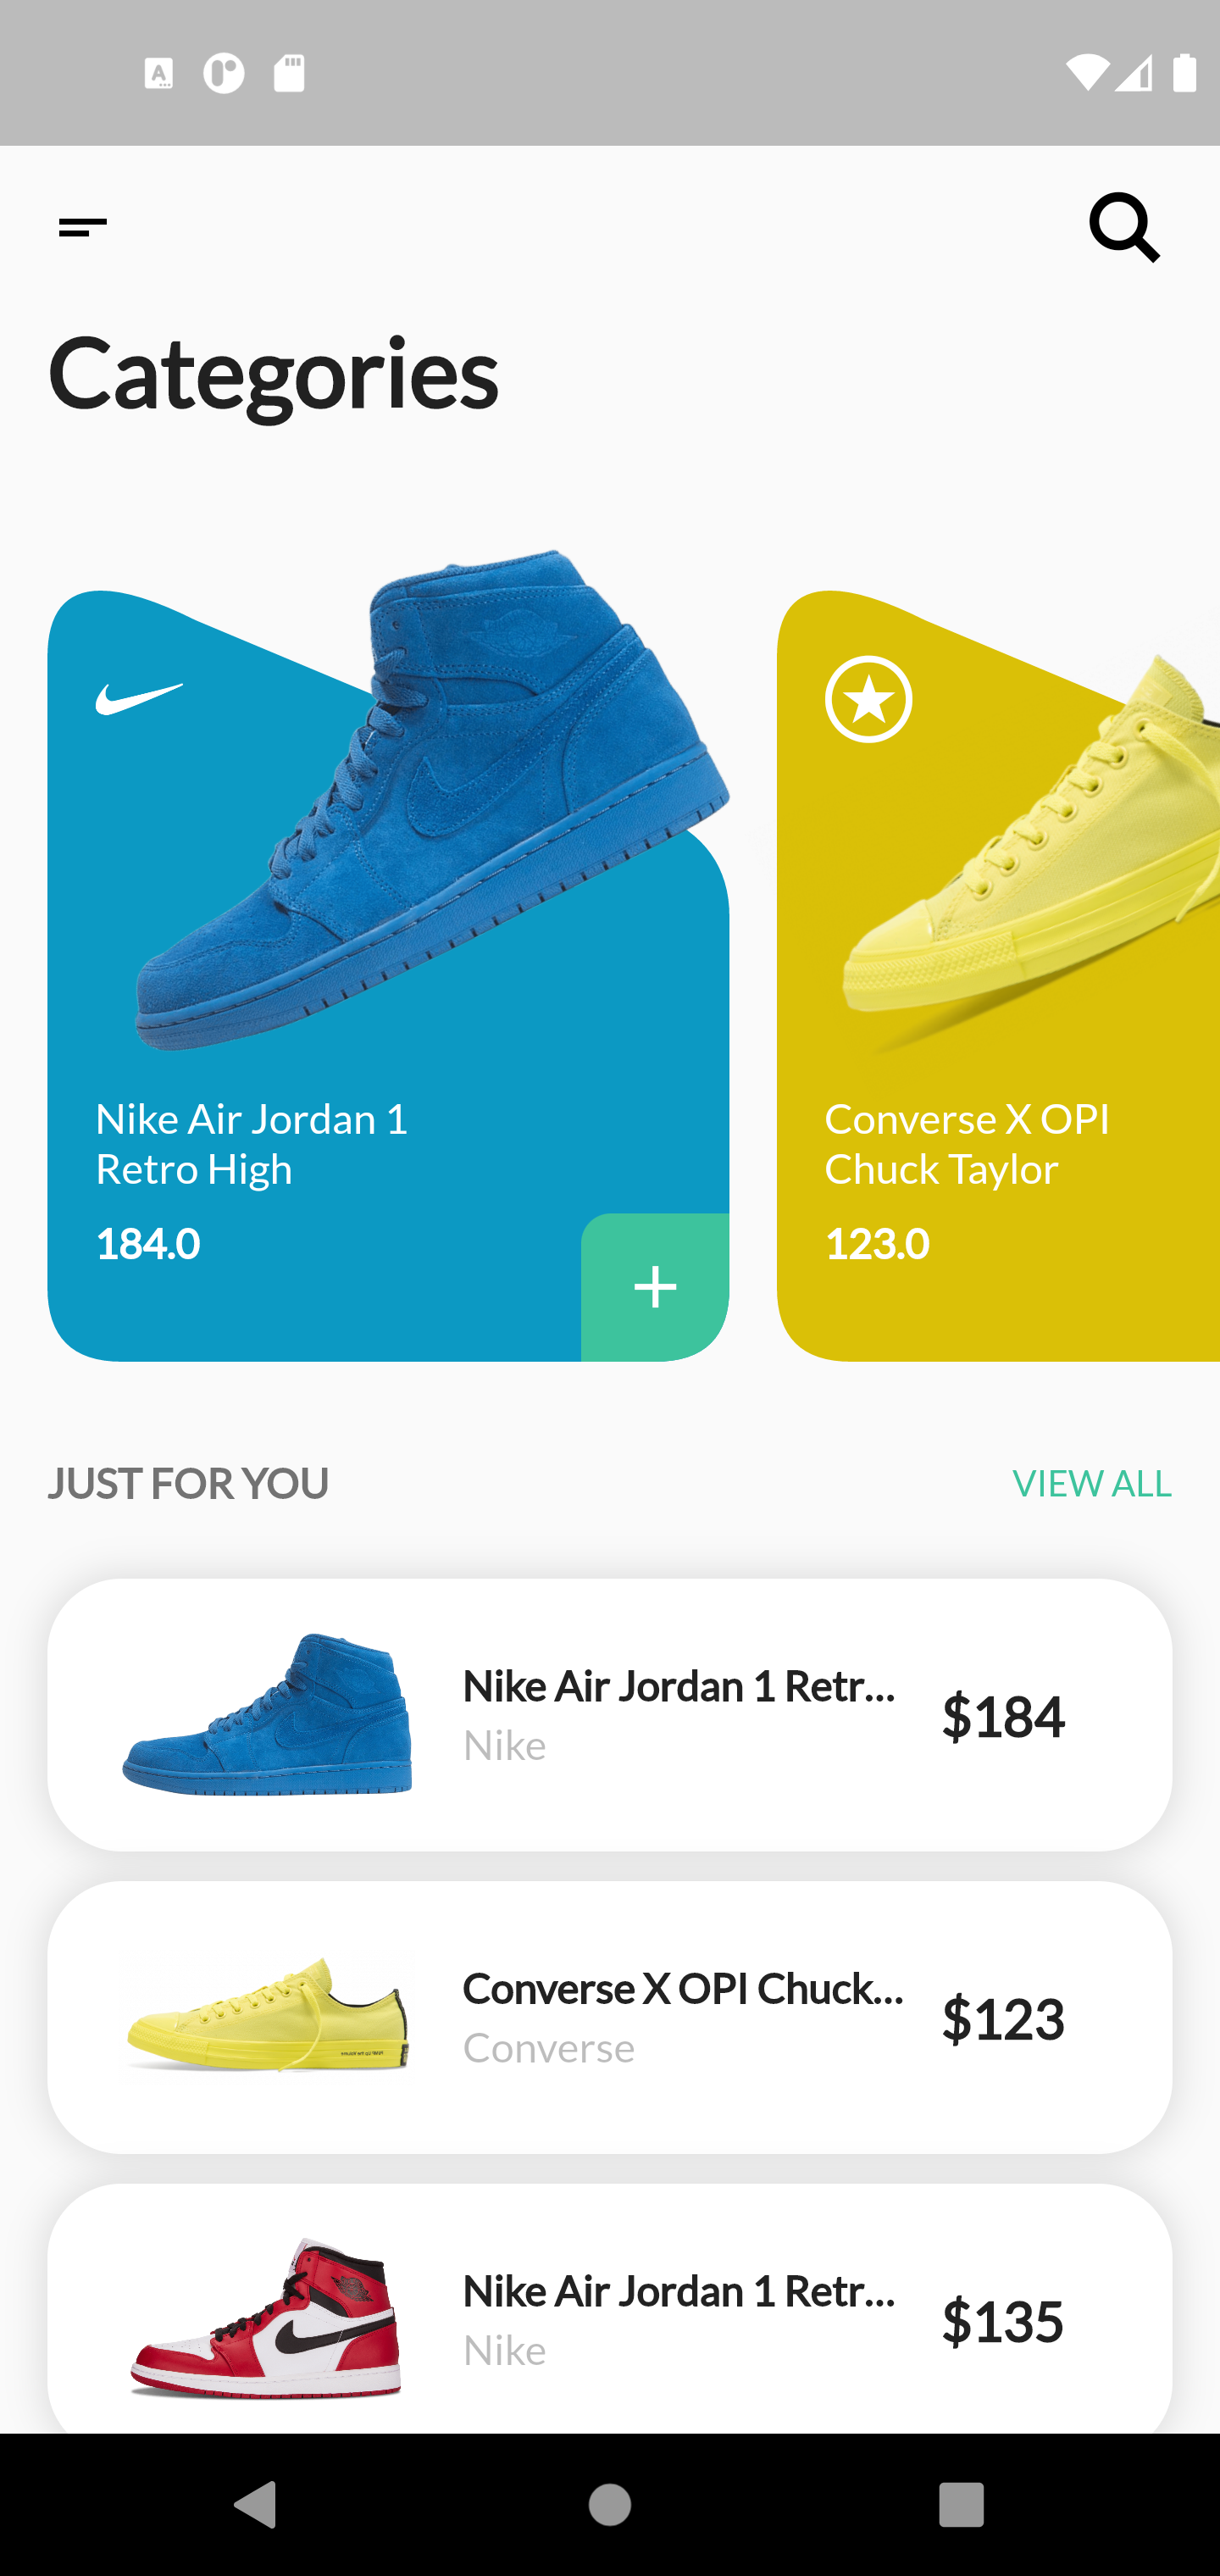 Categories
Nike Air Jordan 1
Retro High
184.0
Converse X OPI
Chuck Taylor
123.0
JUST FOR YOU
VIEW ALL
Nike Air Jordan 1 Retr...
Nike
$184
Converse X OPI Chuck...
Converse
$123
Nike Air Jordan 1 Retr...
Nike
$135